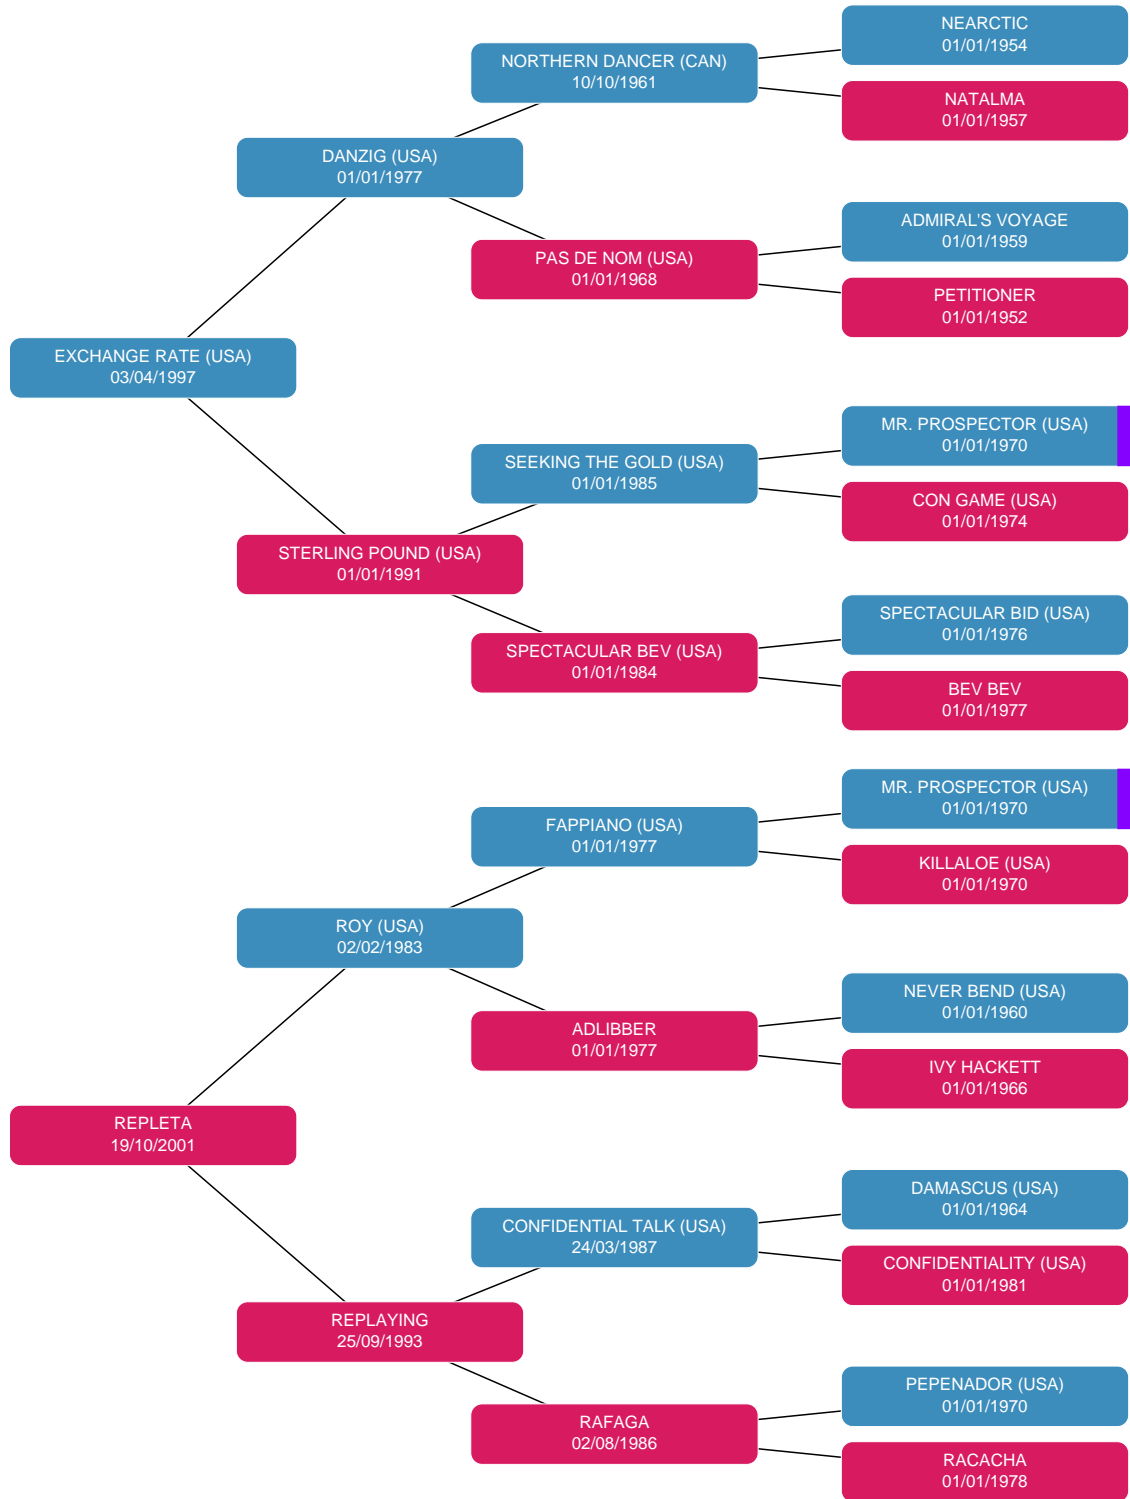 NEARCTIC
01/01/1954
NORTHERN DANCER (CAN)
10/10/1961
NATALMA
01/01/1957
DANZIG (USA)
01/01/1977
ADMIRAL'S VOYAGE
01/01/1959
PAS DE NOM (USA)
01/01/1968
PETITIONER
01/01/1952
EXCHANGE RATE (USA)
03/04/1997
MR. PROSPECTOR (USA)
01/01/1970
SEEKING THE GOLD (USA)
01/01/1985
CON GAME (USA)
01/01/1974
STERLING POUND (USA)
01/01/1991
SPECTACULAR BID (USA)
01/01/1976
SPECTACULAR BEV (USA)
01/01/1984
BEV BEV
01/01/1977
MR. PROSPECTOR (USA)
01/01/1970
FAPPIANO (USA)
01/01/1977
KILLALOE (USA)
01/01/1970
ROY (USA)
02/02/1983
NEVER BEND (USA)
01/01/1960
ADLIBBER
01/01/1977
IVY HACKETT
01/01/1966
REPLETA
19/10/2001
DAMASCUS (USA)
01/01/1964
CONFIDENTIAL TALK (USA)
24/03/1987
CONFIDENTIALITY (USA)
01/01/1981
REPLAYING
25/09/1993
PEPENADOR (USA)
01/01/1970
RAFAGA
02/08/1986
RACACHA
01/01/1978